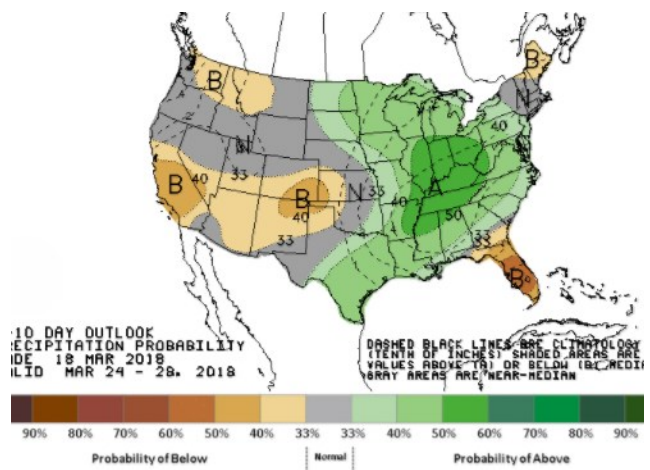 B
B
N
N
40
33
40
B
40
B
40
33
N
33
40
A
50
33
33
B
-10 DAY OUTLOOK
RECIPITATION PROBABILITY
DE 18 MAR 2018
LID MAR 24 - 28, 2018
DASHED BLACK LINES ARE CLIMATOLOGY
(TENTH OF INCHES) SHADED AREAS ARE
VALUES ABOVE (A) OR BELOW (B) MEDI
GRAY AREAS ARE NEAR-MEDIAN
90% 80% 70% 60% 50% 40% 33% 33% 40% 50% 60% 70% 80% 90%
Probability of Below Normal Probability of Above